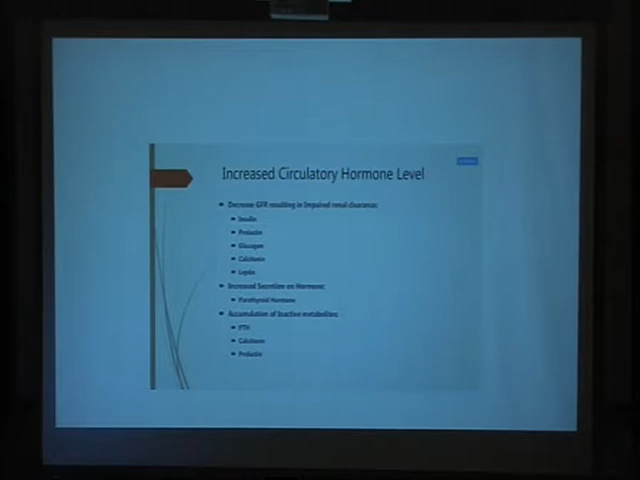 Increased Circulatory Hormone Level
Decrease GFR resulting in Impaired renal clearance:
Insulin
Prolactin
Glucagon
Calcitonin
Leptin
Increased Secretion on Hormone:
Parathyroid Hormone
Accumulation of Inactive metabolites:
PTH
Calcitonin
Prolactin